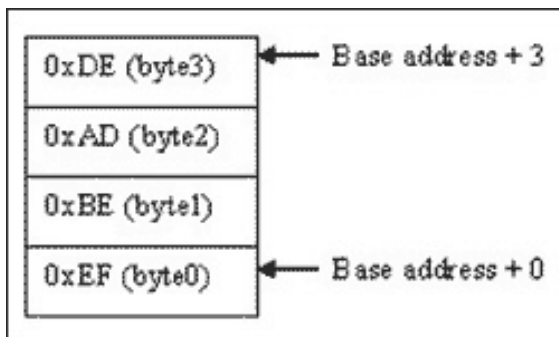 0xDE (byte3) Base address + 3
0xAD (byte2)
0xBE (byte1)
0xEF (byte0) Base address + 0